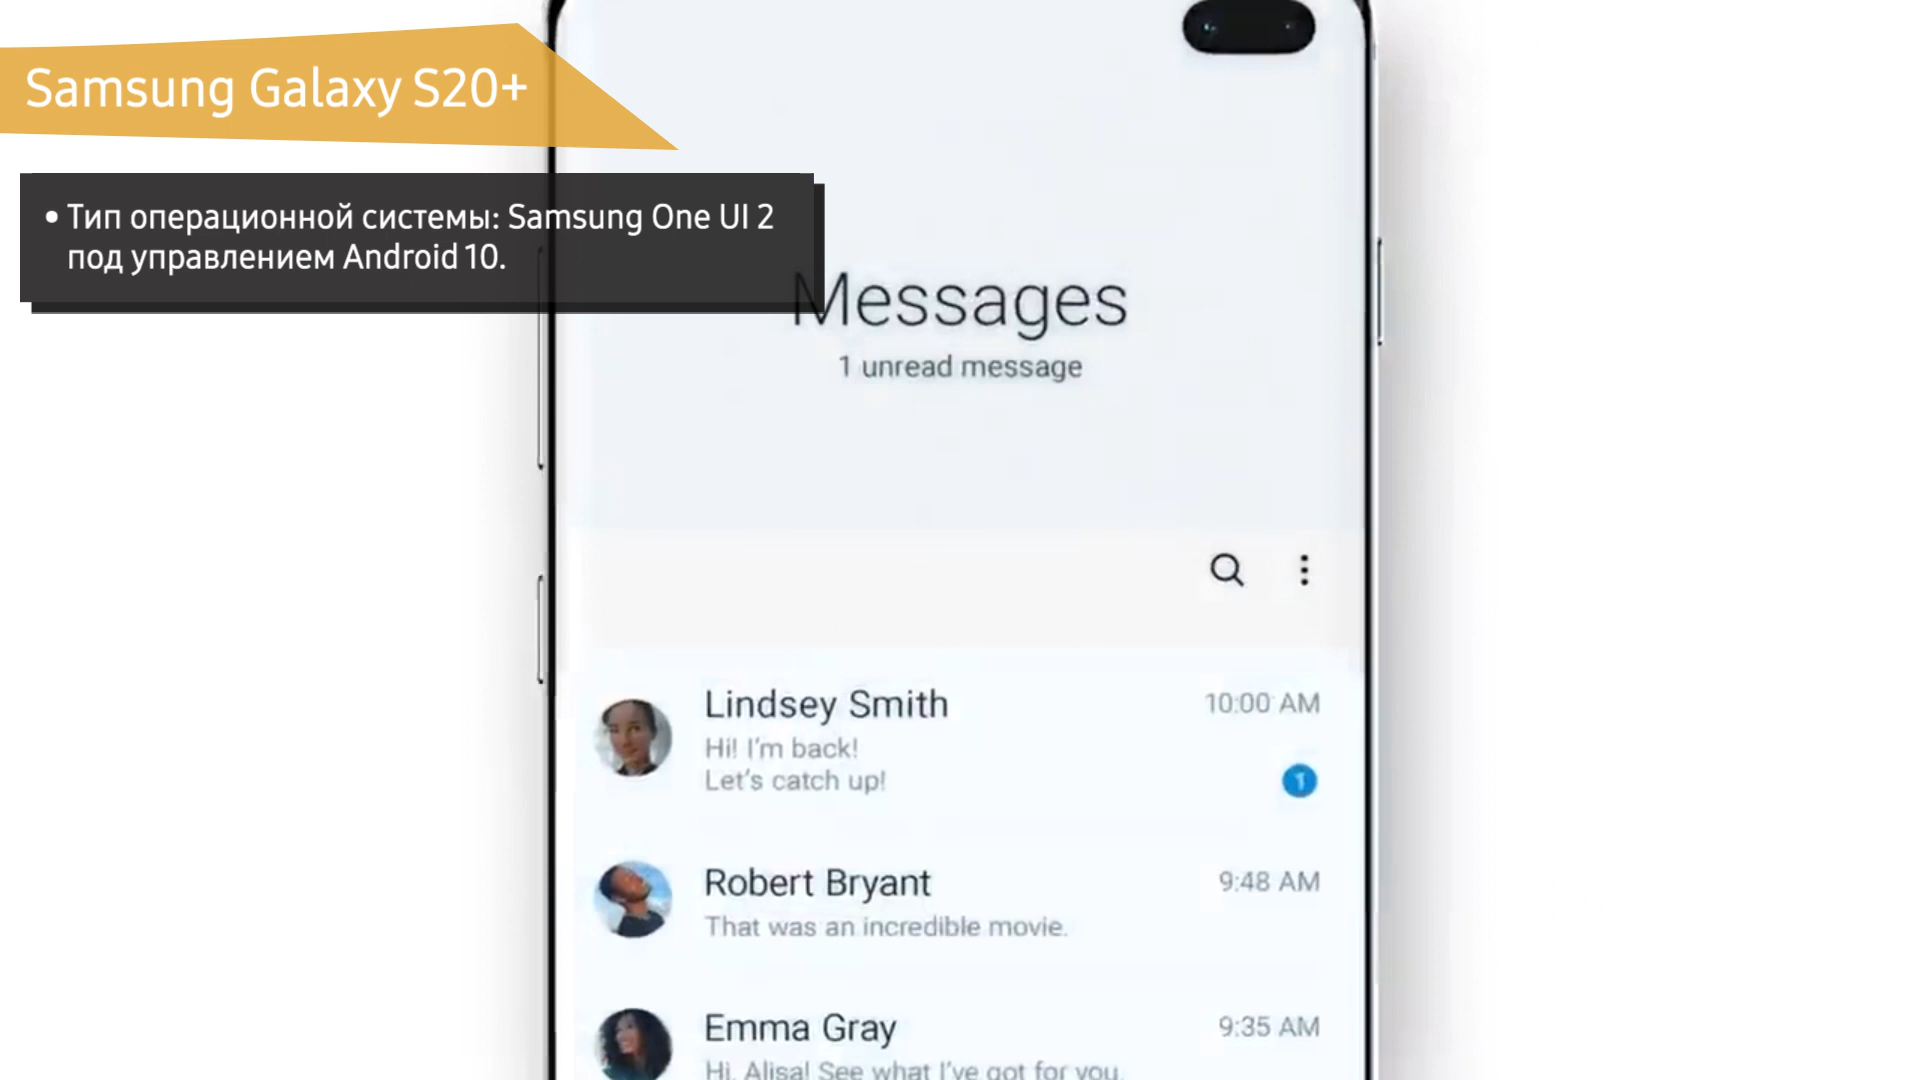 Samsung Galaxy S20+
• Тип операционной системы: Samsung One UI 2
под управлением Android 10.
Messages
1 unread message
Lindsey Smith 10:00 AM
Hi! I'm back!
Let's catch up! 1
Robert Bryant 9:48 AM
That was an incredible movie.
Emma Gray 9:35 AM
Hi, Alisa! See what I've got for you.